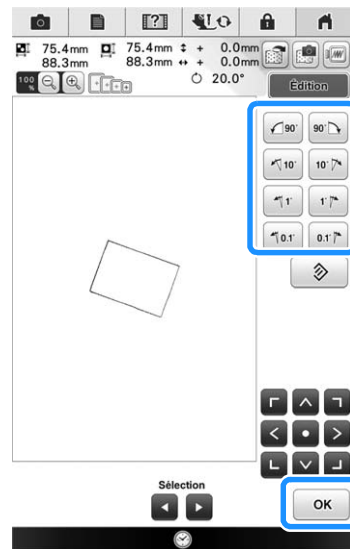 75.4mm 75.4mm + 0.0mm
88.3mm 88.3mm + 0.0mm
100 % 20.0°
Édition
90° 90°
10° 10°
1° 1°
0.1° 0.1°
Sélection
OK